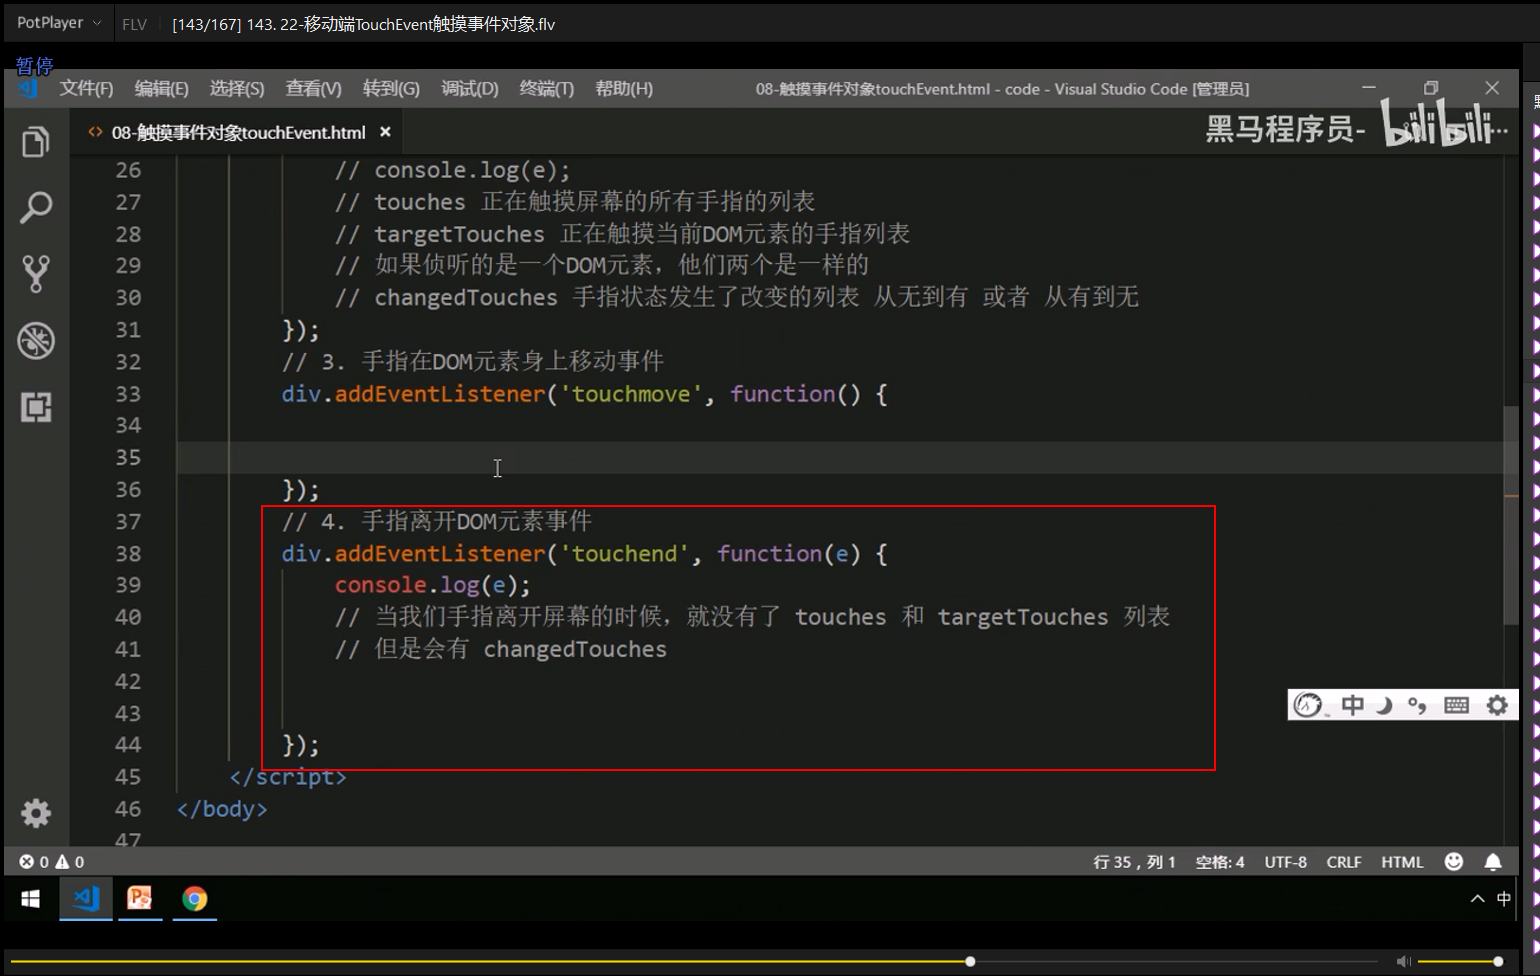 PotPlayer FLV [143/167] 143. 22-移动端TouchEvent触摸事件对象.flv
暂停
文件(F) 编辑(E) 选择(S) 查看(V) 转到(G) 调试(D) 终端(T) 帮助(H) 08-触摸事件对象touchEvent.html - code - Visual Studio Code [管理员]
<> 08-触摸事件对象touchEvent.html ×
黑马程序员- bilibili
26 // console.log(e);
27 // touches 正在触摸屏幕的所有手指的列表
28 // targetTouches 正在触摸当前DOM元素的手指列表
29 // 如果侦听的是一个DOM元素，他们两个是一样的
30 // changedTouches 手指状态发生了改变的列表 从无到有 或者 从有到无
31 });
32 // 3. 手指在DOM元素身上移动事件
33 div.addEventListener('touchmove', function() {
34
35
36 });
37 // 4. 手指离开DOM元素事件
38 div.addEventListener('touchend', function(e) {
39 console.log(e);
40 // 当我们手指离开屏幕的时候，就没有了 touches 和 targetTouches 列表
41 // 但是会有 changedTouches
42
43
44 });
45 </script>
46 </body>
47
中
0 0 行 35，列 1 空格: 4 UTF-8 CRLF HTML
中